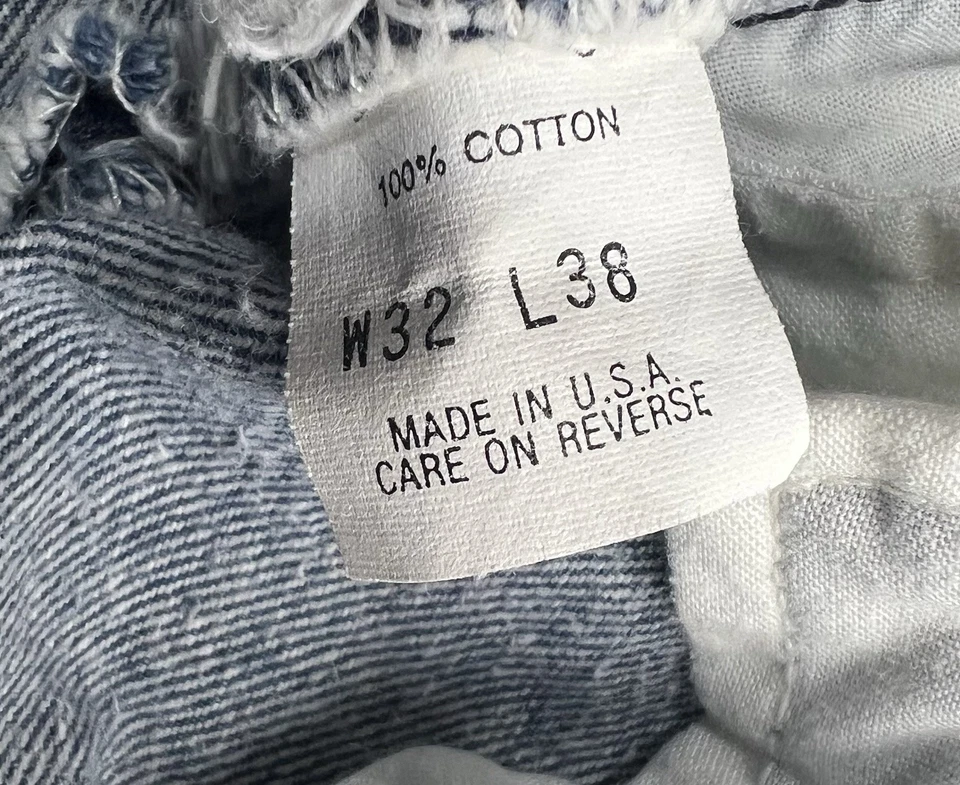 100% COTTON
W32 L38
MADE IN U.S.A.
CARE ON REVERSE